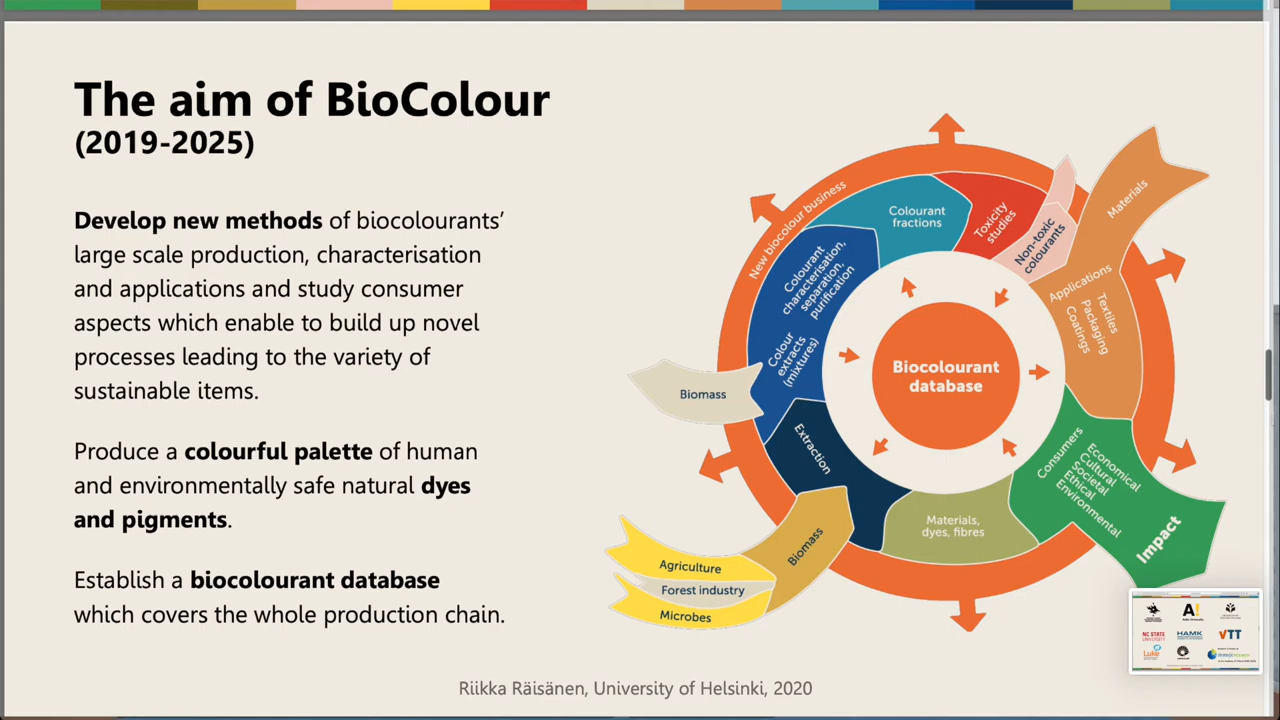 The aim of BioColour
(2019-2025)
Develop new methods of biocolourants’
large scale production, characterisation
and applications and study consumer
aspects which enable to build up novel
processes leading to the variety of
sustainable items.
Produce a colourful palette of human
and environmentally safe natural dyes
and pigments.
Establish a biocolourant database
which covers the whole production chain.
New biocolour business
Colourant
fractions
Toxicity
studies
Non-toxic
colourants
Materials
Applications
Textiles
Packaging
Coatings
Colourant
characterisation,
separation,
purification
Colour
extracts
(mixtures)
Biomass
Biocolourant
database
Extraction
Consumers
Economical
Cultural
Societal
Ethical
Environmental
Impact
Materials,
dyes, fibres
Biomass
Agriculture
Forest industry
Microbes
A!
NC STATE
UNIVERSITY
HAMK
VTT
Luke
Riikka Räisänen, University of Helsinki, 2020